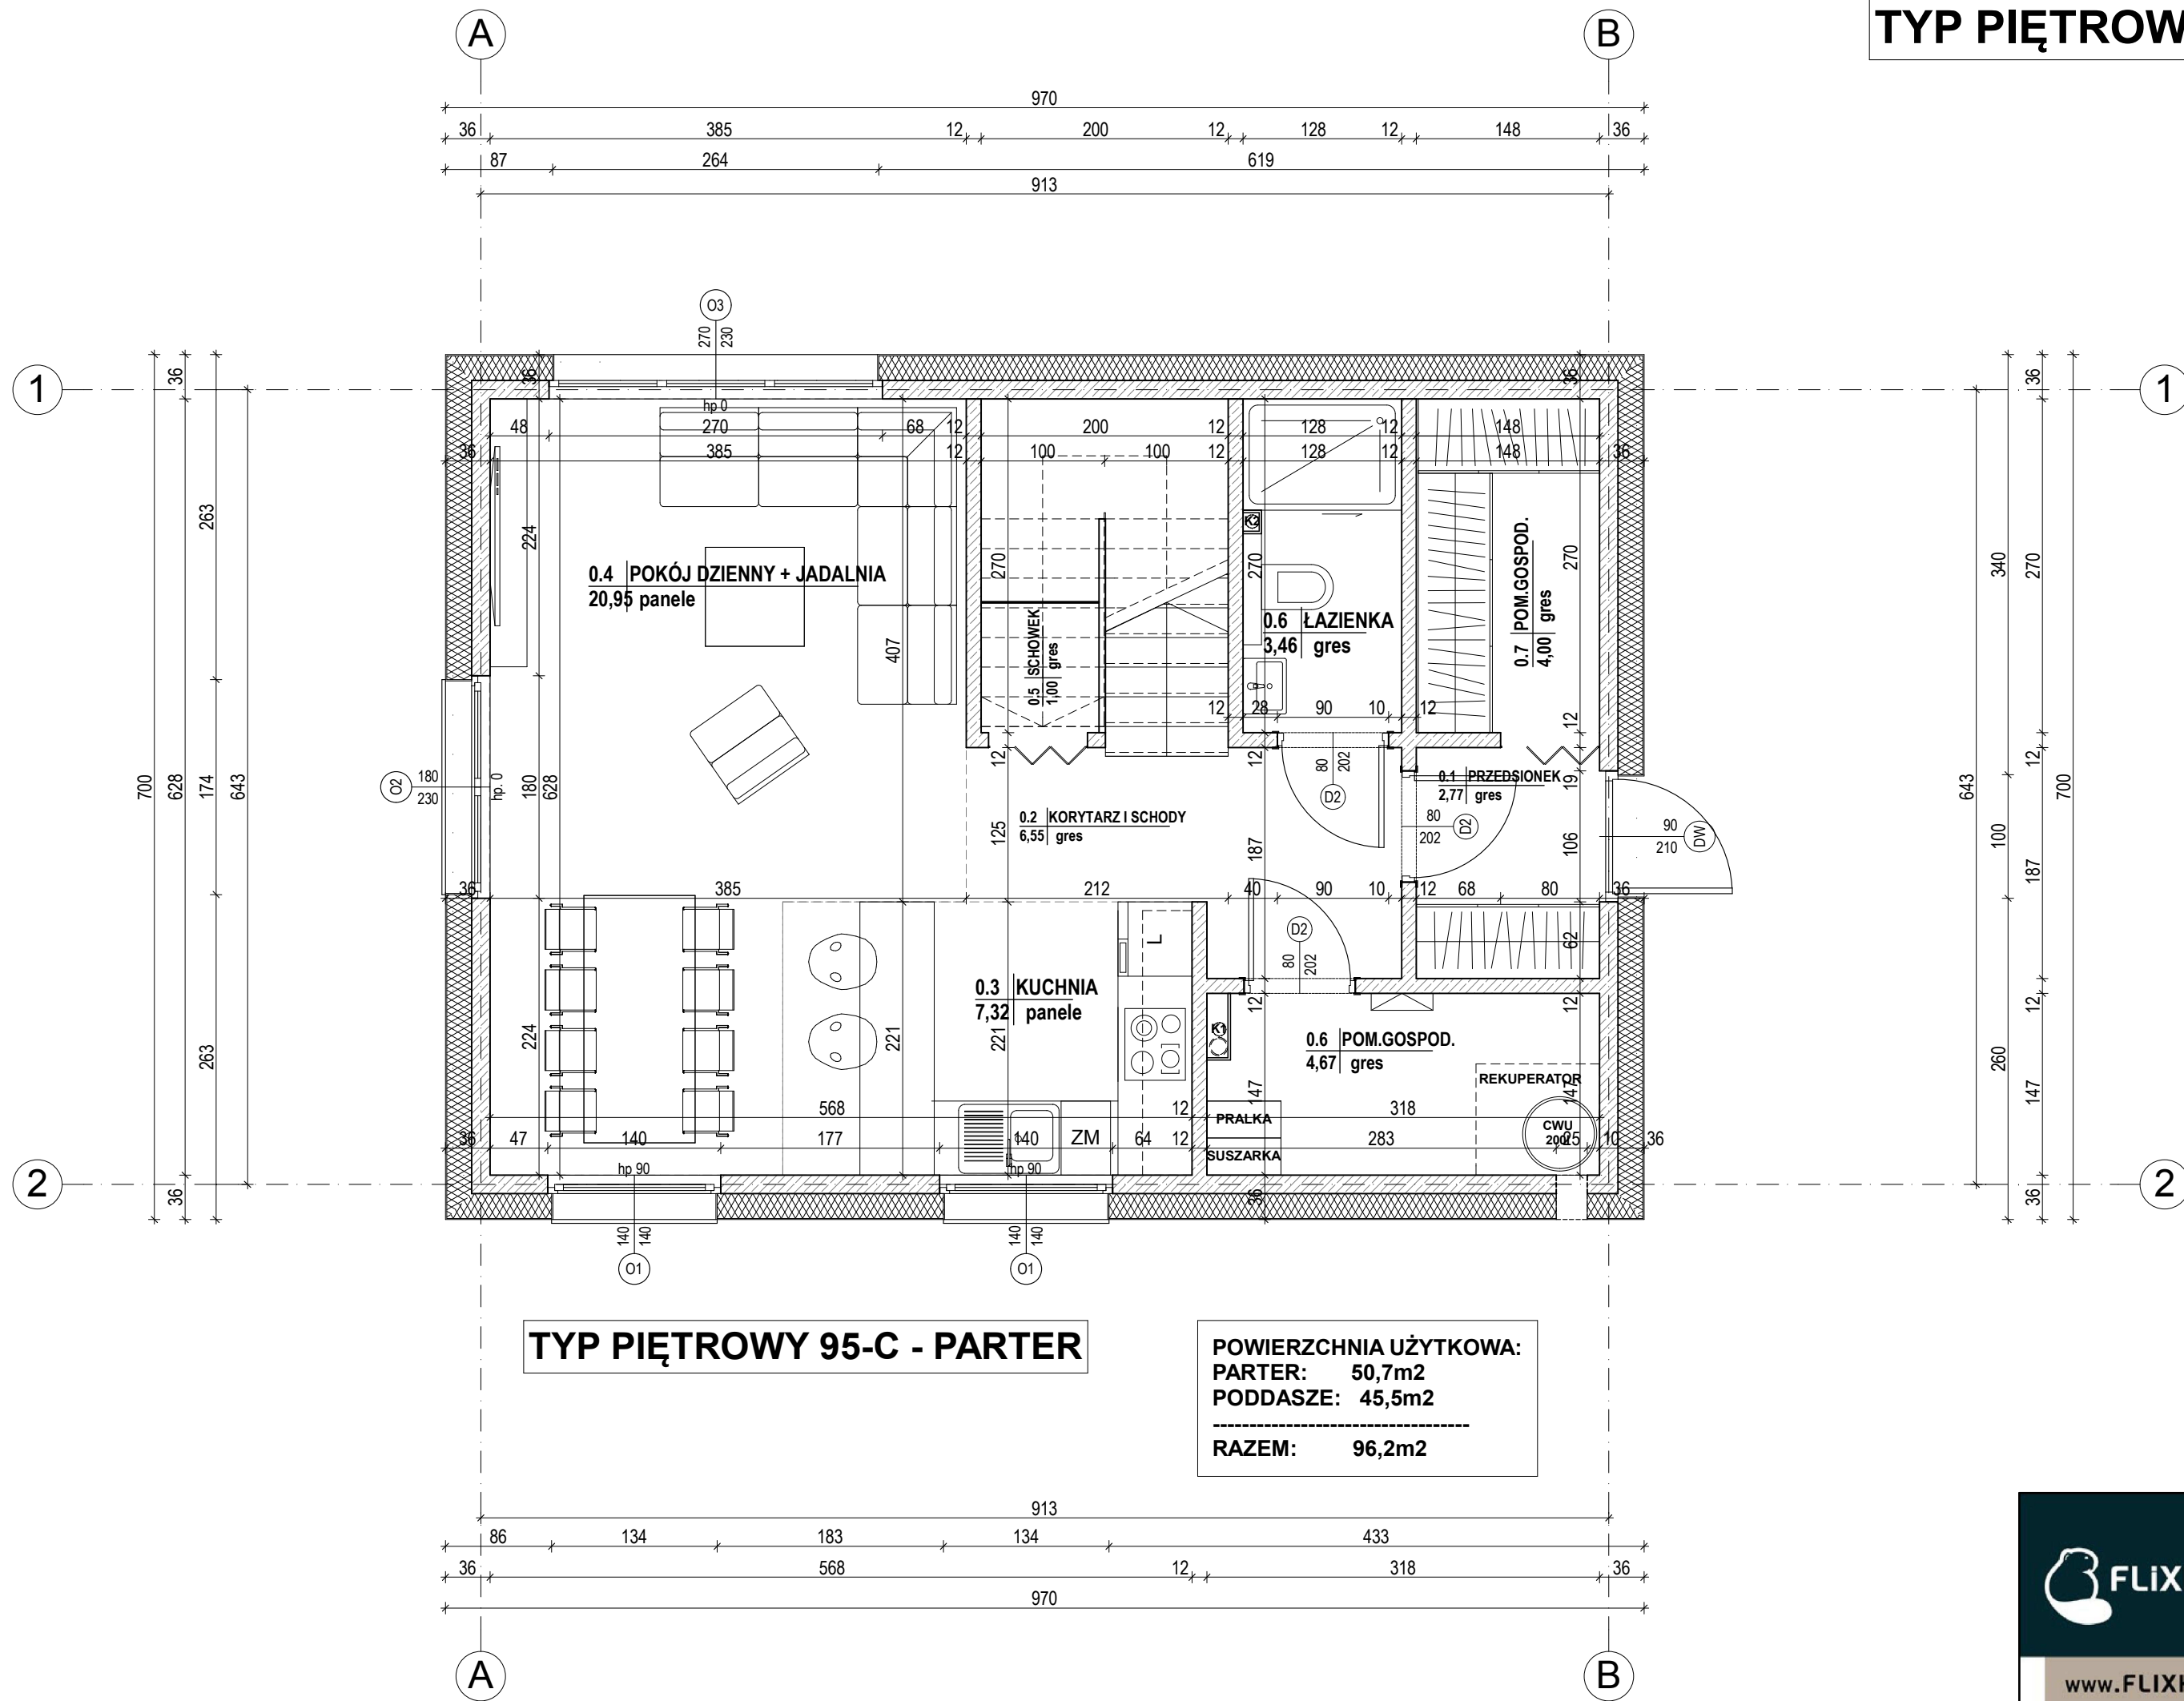 A
B
TYP PIĘTROW
970
36 385 12 200 12 128 12 148 36
87 264 619
913
O3
270 230
1
1
hp 0
48 270 68 12 200 12 128 12 148
36 385 12 100 100 12 128 12 148 36
36
36
700
36
628
36
263
174
263
643
224
180
628
224
407
221
270
12
125
221
K2
270
12
187
12
147
36
270
12
19
106
62
12
147
0.4 POKÓJ DZIENNY + JADALNIA
20,95 panele
0.5 SCHOWEK
1,00 gres
0.6 ŁAZIENKA
3,46 gres
0.7 POM.GOSPOD.
4,00 gres
12 28 90 10 12
80 202
D2
0.1 PRZEDSIONEK
2,77 gres
80
202
D2
90
210
DW
O2
180
230
hp. 0
0.2 KORYTARZ I SCHODY
6,55 gres
36 385 212 40 90 10 12 68 80 36
D2
80 202
L
0.3 KUCHNIA
7,32 panele
K1
0.6 POM.GOSPOD.
4,67 gres
REKUPERATOR
CWU
200l
PRALKA
SUSZARKA
ZM
568 12 318
36 47 140 177 140 64 12 283 25 10 36
hp 90
hp 90
643
340
100
260
36
270
12
187
12
147
36
700
2
2
140 140
O1
140 140
O1
TYP PIĘTROWY 95-C - PARTER
POWIERZCHNIA UŻYTKOWA:
PARTER: 50,7m2
PODDASZE: 45,5m2
-----------------------------------
RAZEM: 96,2m2
913
86 134 183 134 433
36 568 12 318 36
970
A
B
FLiX
www.FLIX